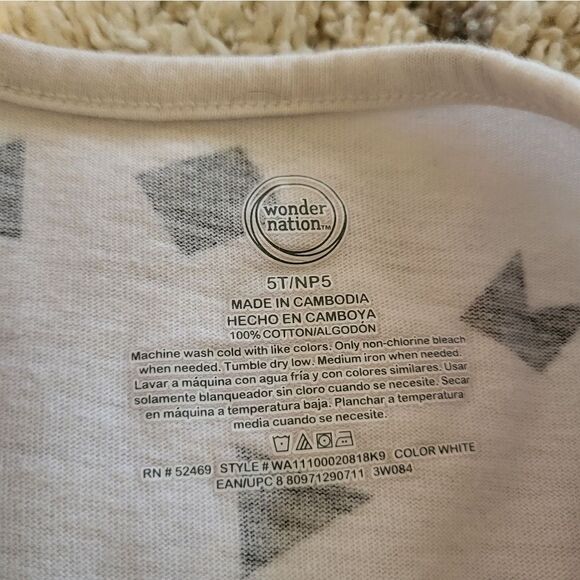 wonder
nation™
5T/NP5
MADE IN CAMBODIA
HECHO EN CAMBOYA
100% COTTON/ALGODÓN
Machine wash cold with like colors. Only non-chlorine bleach
when needed. Tumble dry low. Medium iron when needed.
Lavar a máquina con agua fría y con colores similares. Usar
solamente blanqueador sin cloro cuando se necesite. Secar
en máquina a temperatura baja. Planchar a temperatura
media cuando se necesite.
RN # 52469 STYLE # WA11100020818K9 COLOR WHITE
EAN/UPC 8 80971290711 3W084